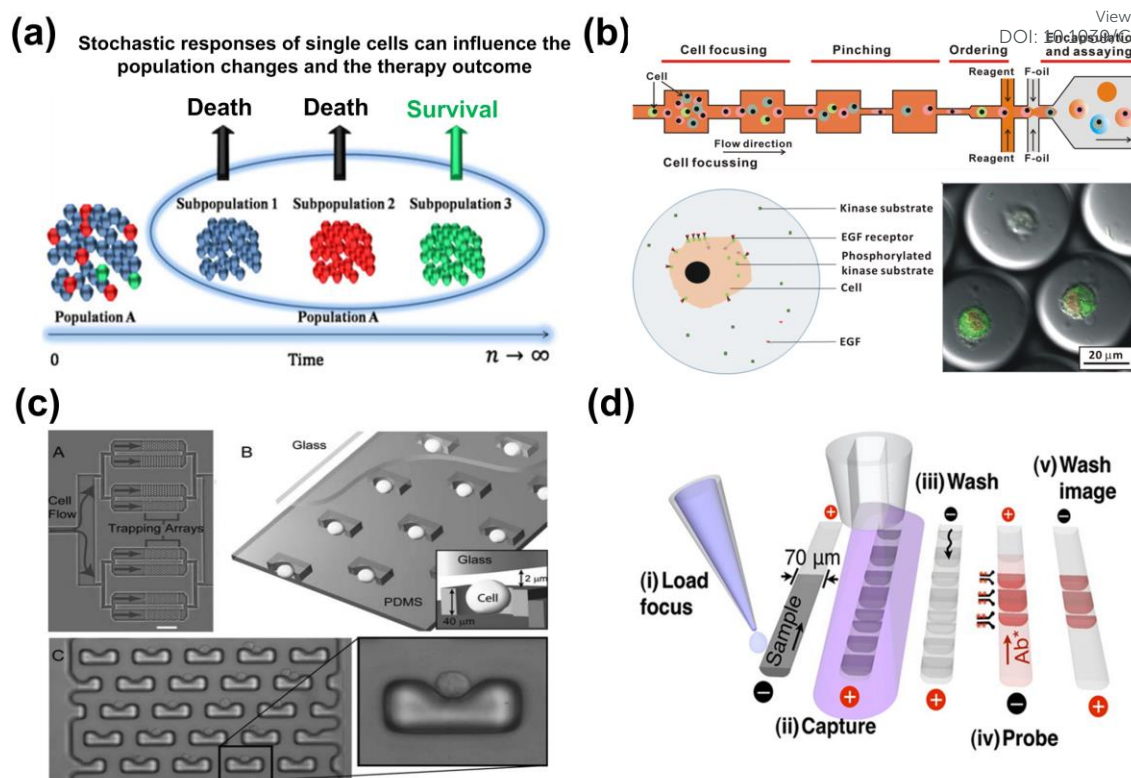 (a)
Stochastic responses of single cells can influence the
population changes and the therapy outcome
Death
Death
Survival
Subpopulation 1
Subpopulation 2
Subpopulation 3
Population A
Population A
0
Time
n → ∞
(b)
View
DOI: 10.1039/C
Cell focusing
Pinching
Ordering
Encapsulation
and assaying
Cell
Reagent
F-oil
Flow direction
Cell focussing
Reagent
F-oil
Kinase substrate
EGF receptor
Phosphorylated
kinase substrate
Cell
EGF
20 μm
(c)
A
Cell
Flow
Trapping Arrays
B
Glass
PDMS
Glass
2 μm
Cell
40 μm
C
(d)
(i) Load
focus
+
70 μm
Sample
−
(ii) Capture
+
(iii) Wash
−
+
+
Ab*
−
(iv) Probe
(v) Wash
image
−
+